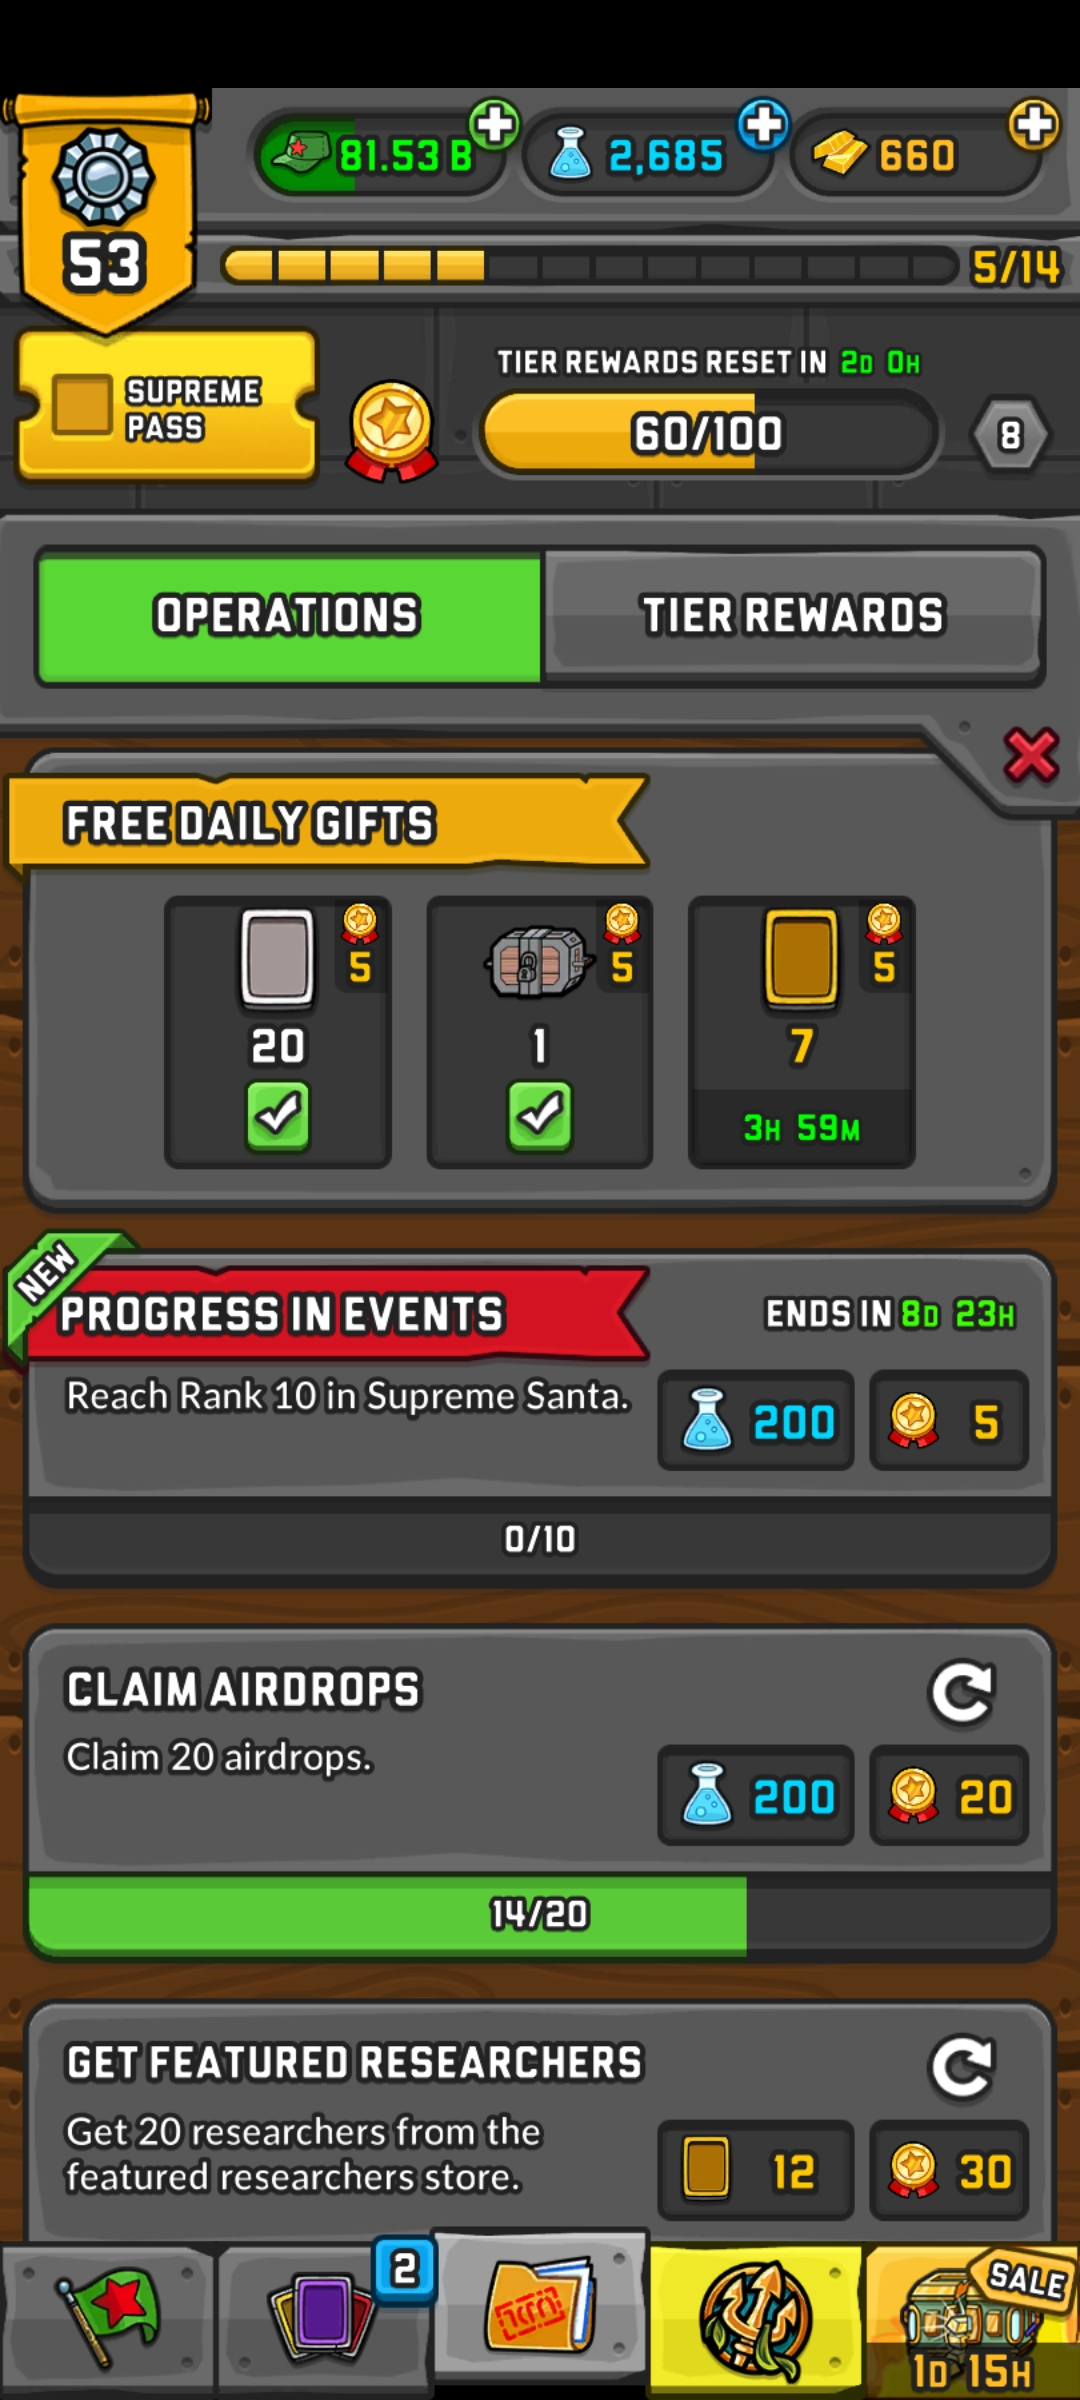 81.53 B
2,685
660
53
5/14
SUPREME
PASS
TIER REWARDS RESET IN 2D 0H
60/100
8
OPERATIONS
TIER REWARDS
FREE DAILY GIFTS
5
5
5
20
1
7
3H 59M
NEW
PROGRESS IN EVENTS
ENDS IN 8D 23H
Reach Rank 10 in Supreme Santa.
200
5
0/10
CLAIM AIRDROPS
Claim 20 airdrops.
200
20
14/20
GET FEATURED RESEARCHERS
Get 20 researchers from the
featured researchers store.
12
30
2
SALE
1D 15H